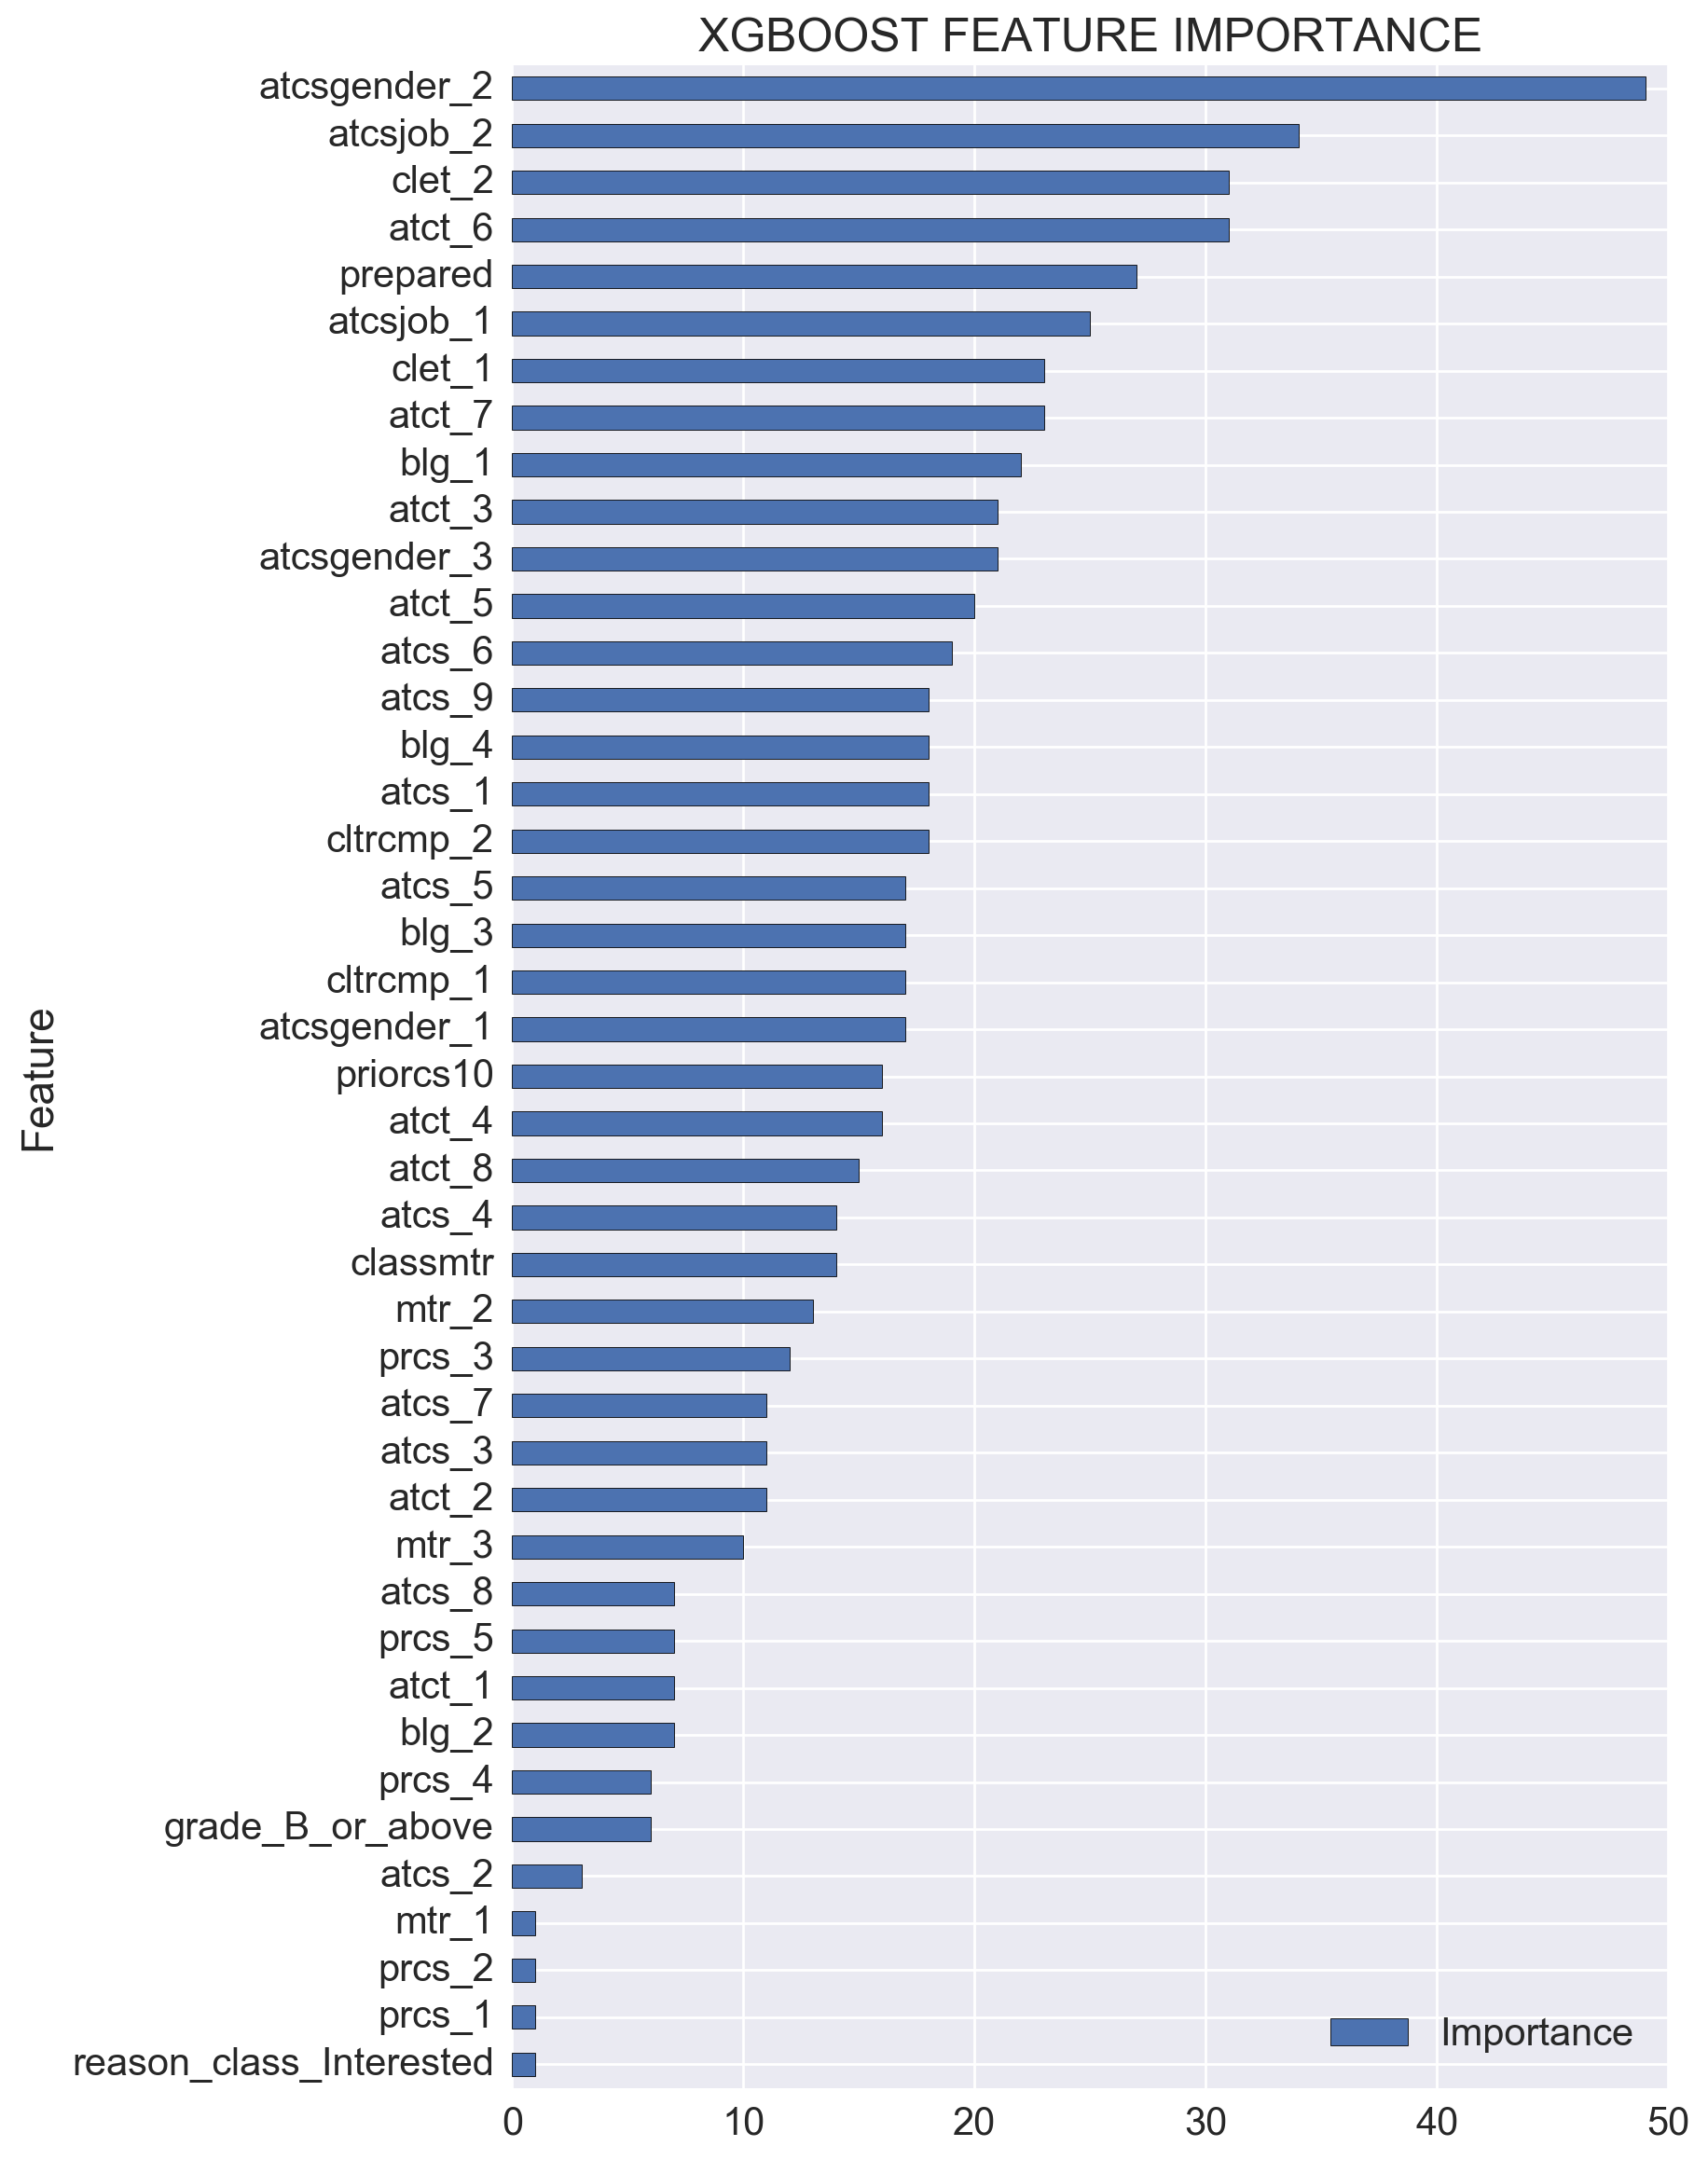 XGBOOST FEATURE IMPORTANCE
atcsgender_2
atcsjob_2
clet_2
atct_6
prepared
atcsjob_1
clet_1
atct_7
blg_1
atct_3
atcsgender_3
atct_5
atcs_6
atcs_9
blg_4
atcs_1
cltrcmp_2
atcs_5
blg_3
cltrcmp_1
atcsgender_1
priorcs10
atct_4
atct_8
atcs_4
classmtr
mtr_2
prcs_3
atcs_7
atcs_3
atct_2
mtr_3
atcs_8
prcs_5
atct_1
blg_2
prcs_4
grade_B_or_above
atcs_2
mtr_1
prcs_2
prcs_1
reason_class_Interested
Feature
Importance
0 10 20 30 40 50